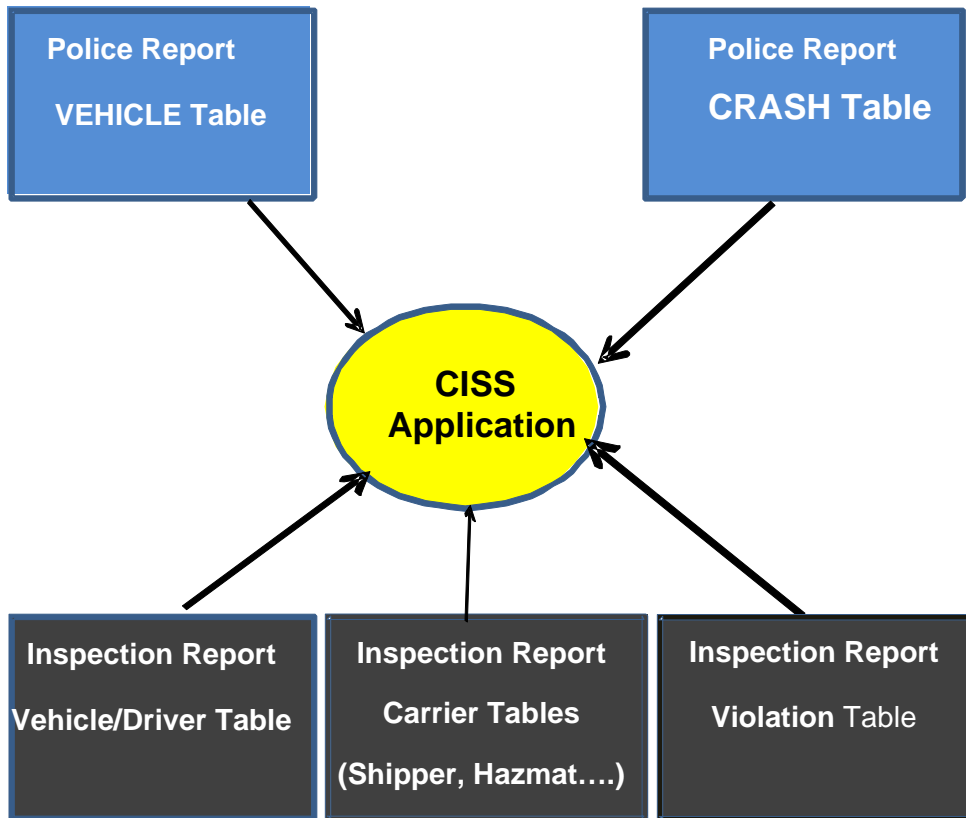 Police Report
VEHICLE Table
Police Report
CRASH Table
CISS
Application
Inspection Report
Vehicle/Driver Table
Inspection Report
Carrier Tables
(Shipper, Hazmat….)
Inspection Report
Violation Table